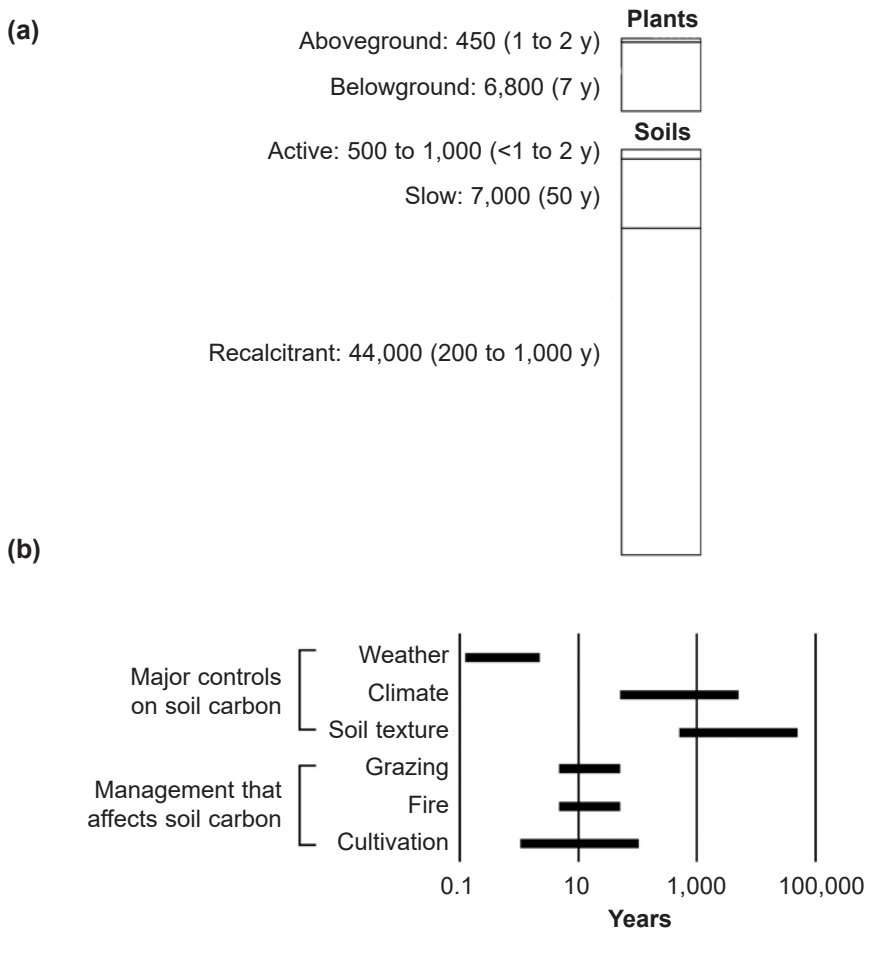 (a)
Plants
Aboveground: 450 (1 to 2 y)
Belowground: 6,800 (7 y)
Soils
Active: 500 to 1,000 (<1 to 2 y)
Slow: 7,000 (50 y)
Recalcitrant: 44,000 (200 to 1,000 y)
(b)
Major controls
on soil carbon
Weather
Climate
Soil texture
Management that
affects soil carbon
Grazing
Fire
Cultivation
0.1 10 1,000 100,000
Years